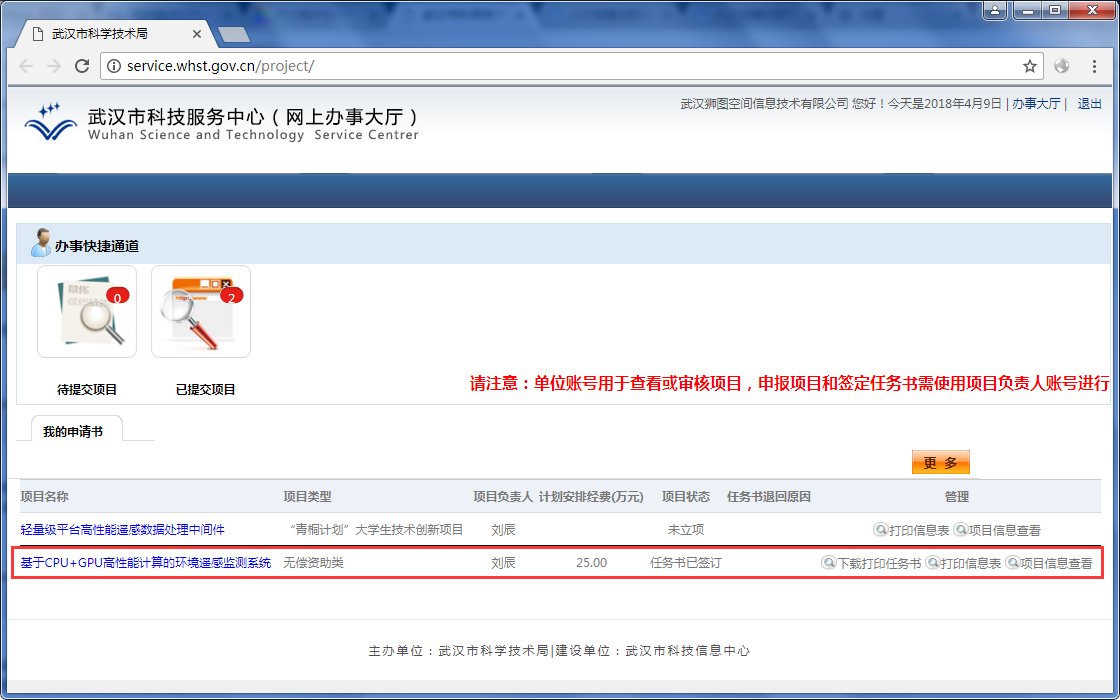 武汉市科学技术局
service.whst.gov.cn/project/
武汉狮图空间信息技术有限公司 您好！今天是2018年4月9日 | 办事大厅 | 退出
武汉市科技服务中心（网上办事大厅）
Wuhan Science and Technology Service Centrer
办事快捷通道
0
2
http://www
待提交项目 已提交项目
请注意：单位账号用于查看或审核项目，申报项目和签定任务书需使用项目负责人账号进行
我的申请书
更 多
项目名称 项目类型 项目负责人 计划安排经费(万元) 项目状态 任务书退回原因 管理
轻量级平台高性能遥感数据处理中间件 “青桐计划”大学生技术创新项目 刘辰 未立项 打印信息表 项目信息查看
基于CPU+GPU高性能计算的环境遥感监测系统 无偿资助类 刘辰 25.00 任务书已签订 下载打印任务书 打印信息表 项目信息查看
主办单位：武汉市科学技术局|建设单位：武汉市科技信息中心